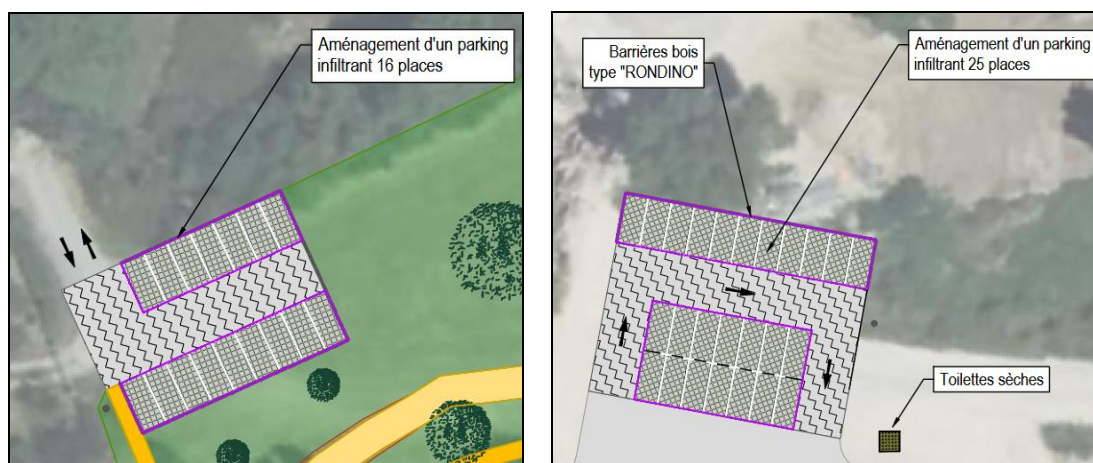 Aménagement d'un parking
infiltrant 16 places
Barrières bois
type "RONDINO"
Aménagement d'un parking
infiltrant 25 places
Toilettes sèches